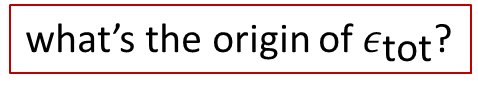 what's the origin of ϵtot?